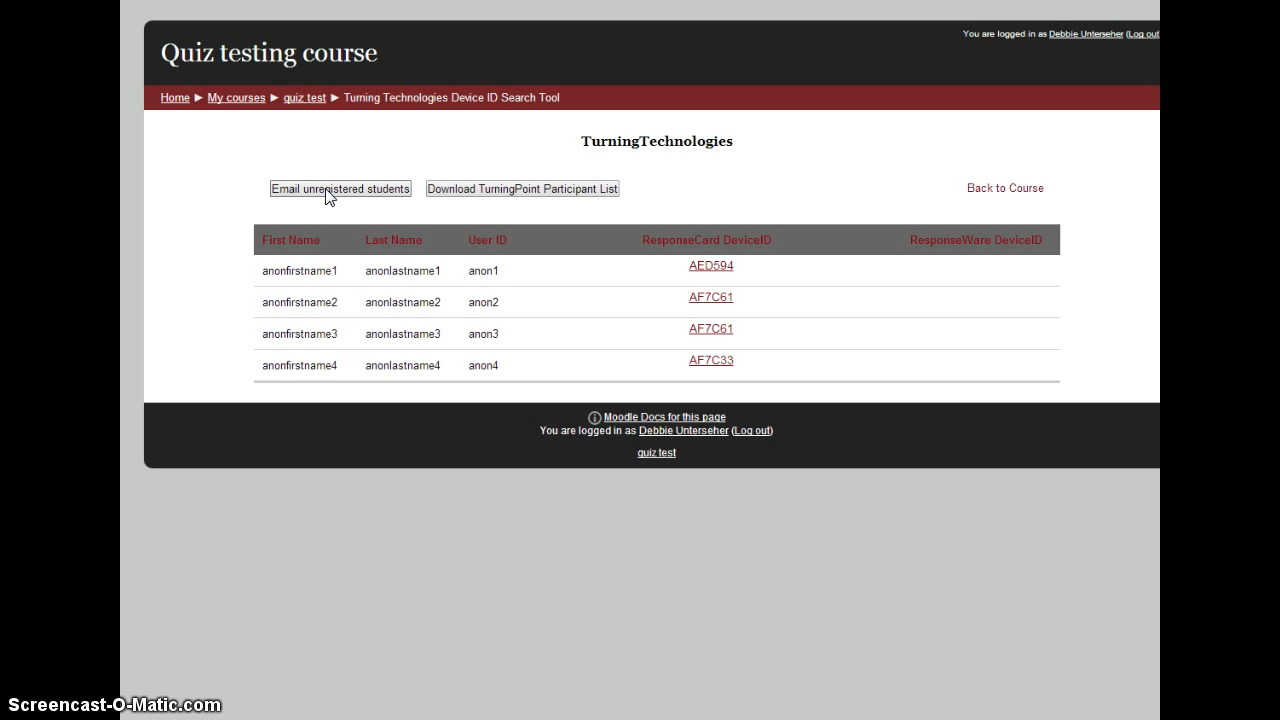 You are logged in as Debbie Unterseher (Log out
Quiz testing course
Home ► My courses ► quiz test ► Turning Technologies Device ID Search Tool
TurningTechnologies
Email unregistered students Download TurningPoint Participant List Back to Course
First Name Last Name User ID ResponseCard DeviceID ResponseWare DeviceID
anonfirstname1 anonlastname1 anon1 AED594
anonfirstname2 anonlastname2 anon2 AF7C61
anonfirstname3 anonlastname3 anon3 AF7C61
anonfirstname4 anonlastname4 anon4 AF7C33
Moodle Docs for this page
You are logged in as Debbie Unterseher (Log out)
quiz test
Screencast-O-Matic.com